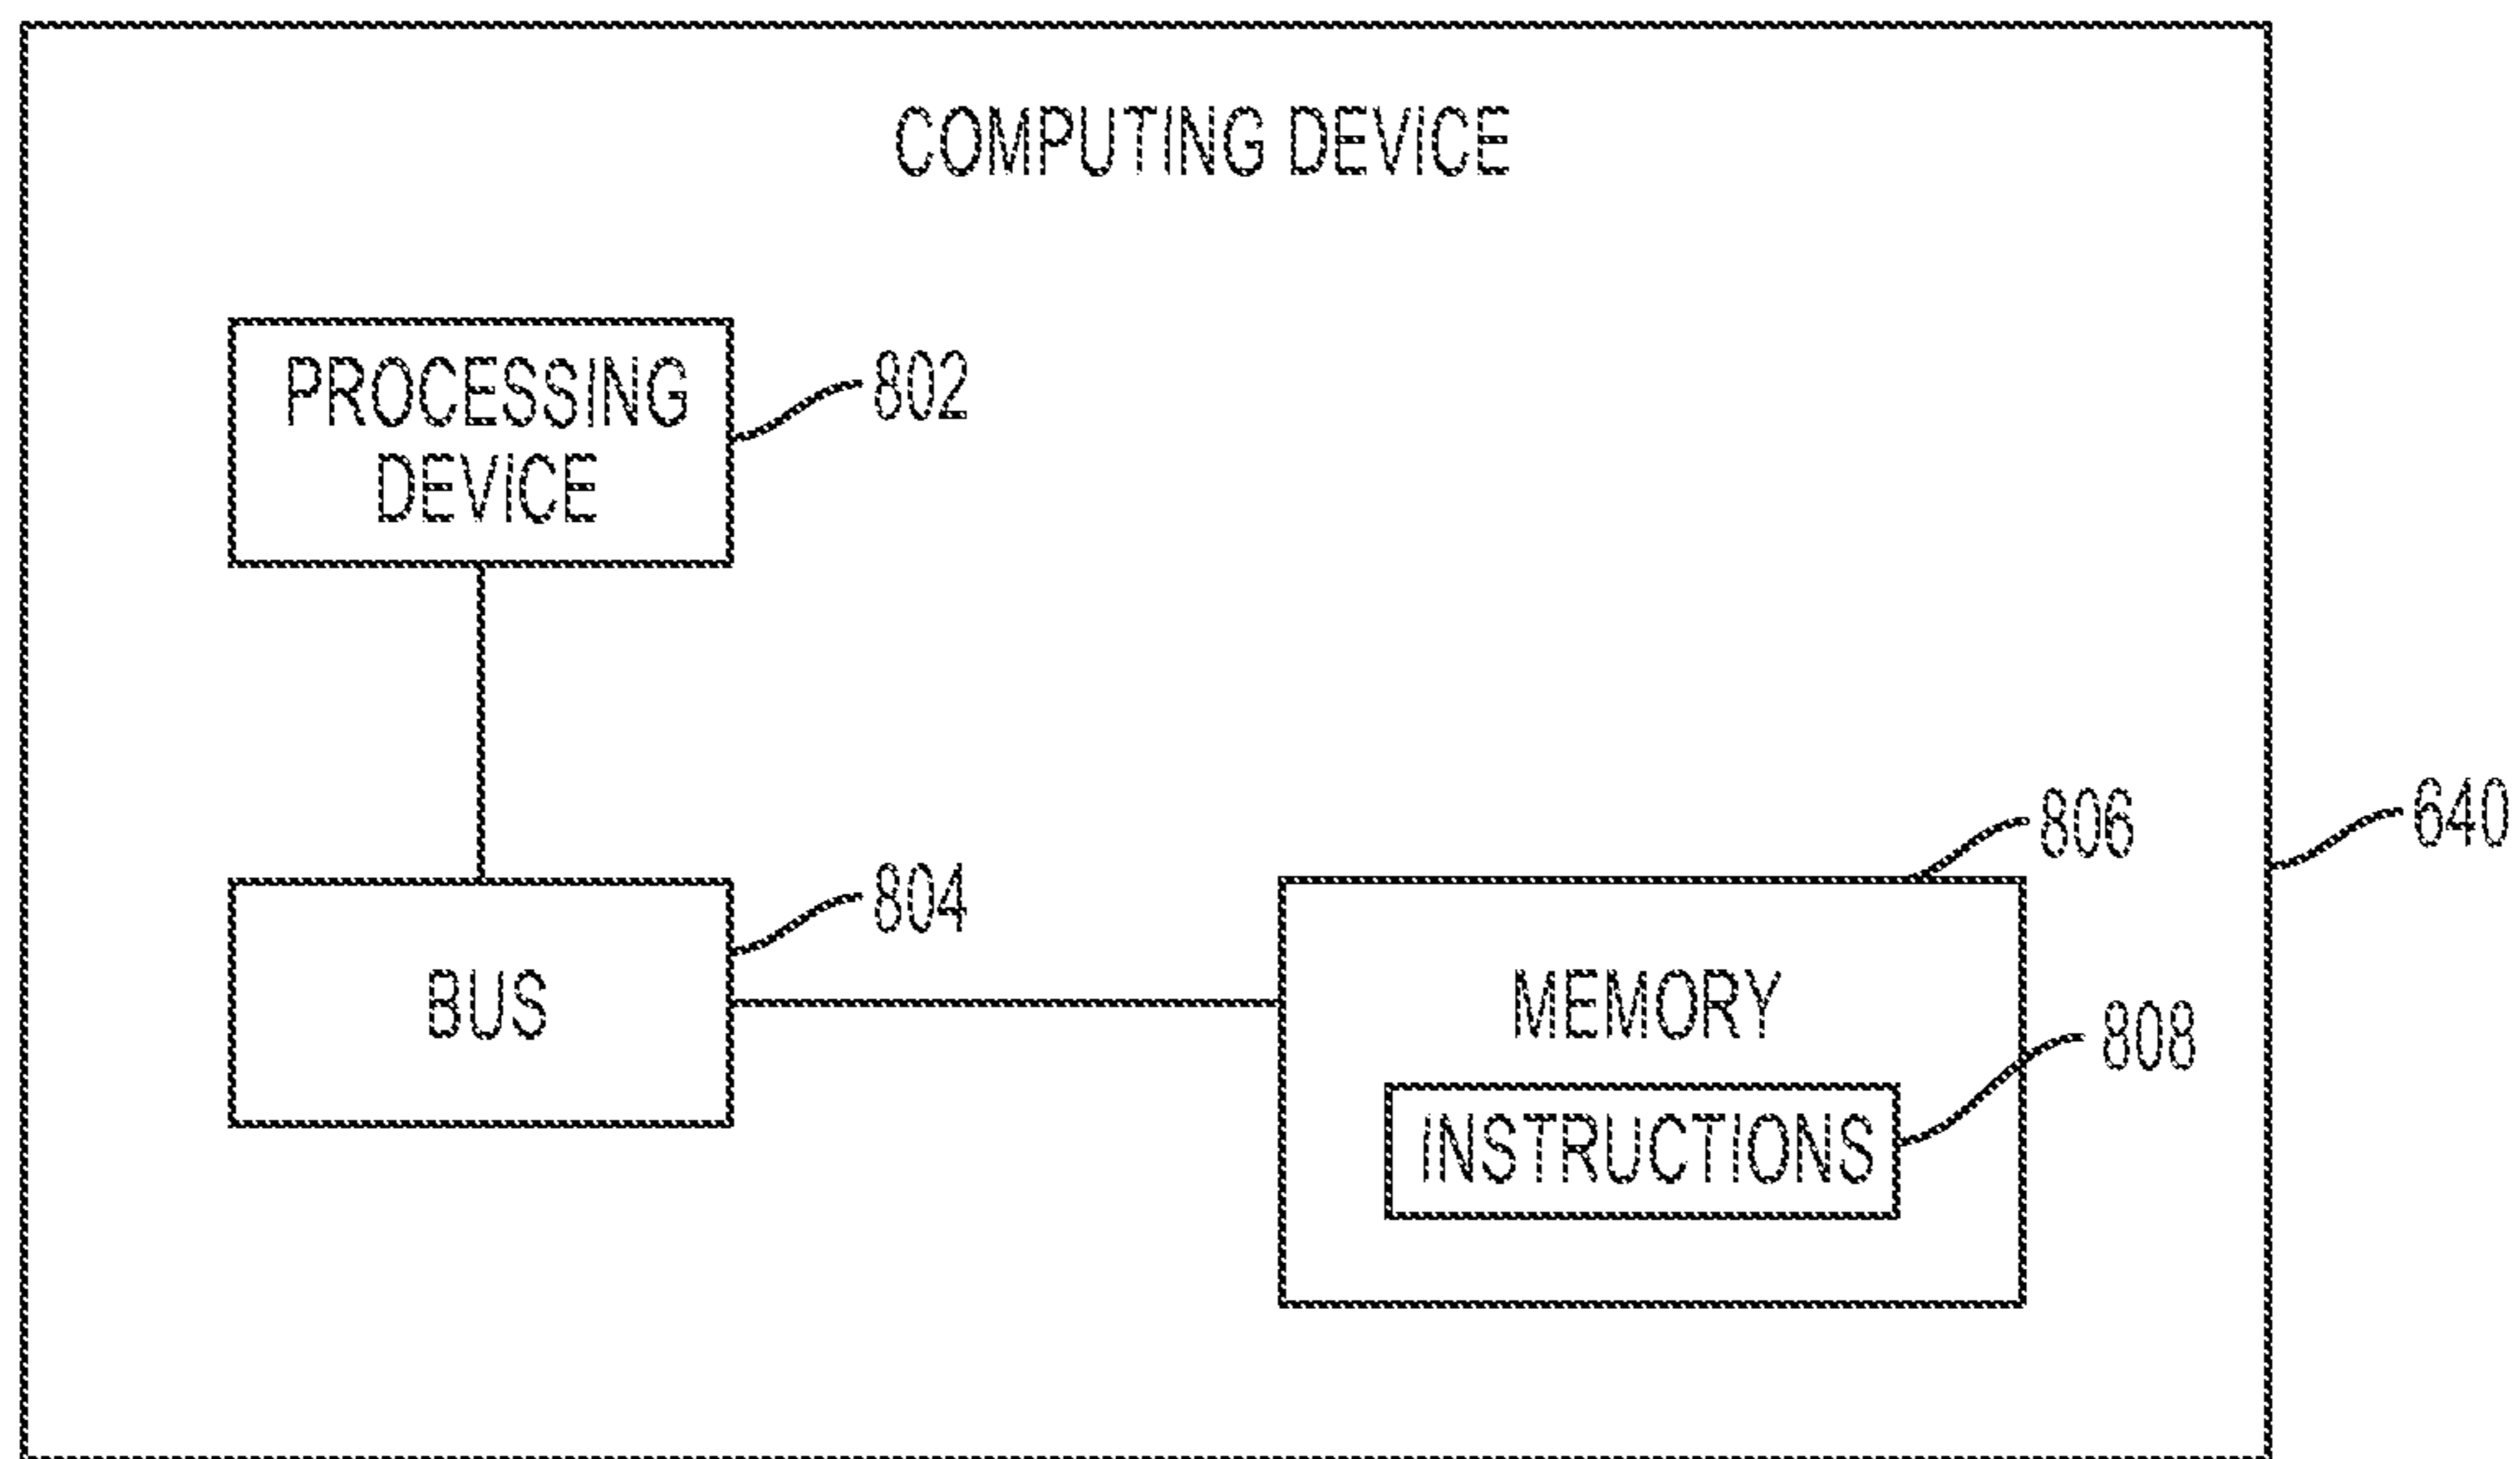 COMPUTING DEVICE
PROCESSING
DEVICE
802
640
806
804
BUS
MEMORY
808
INSTRUCTIONS